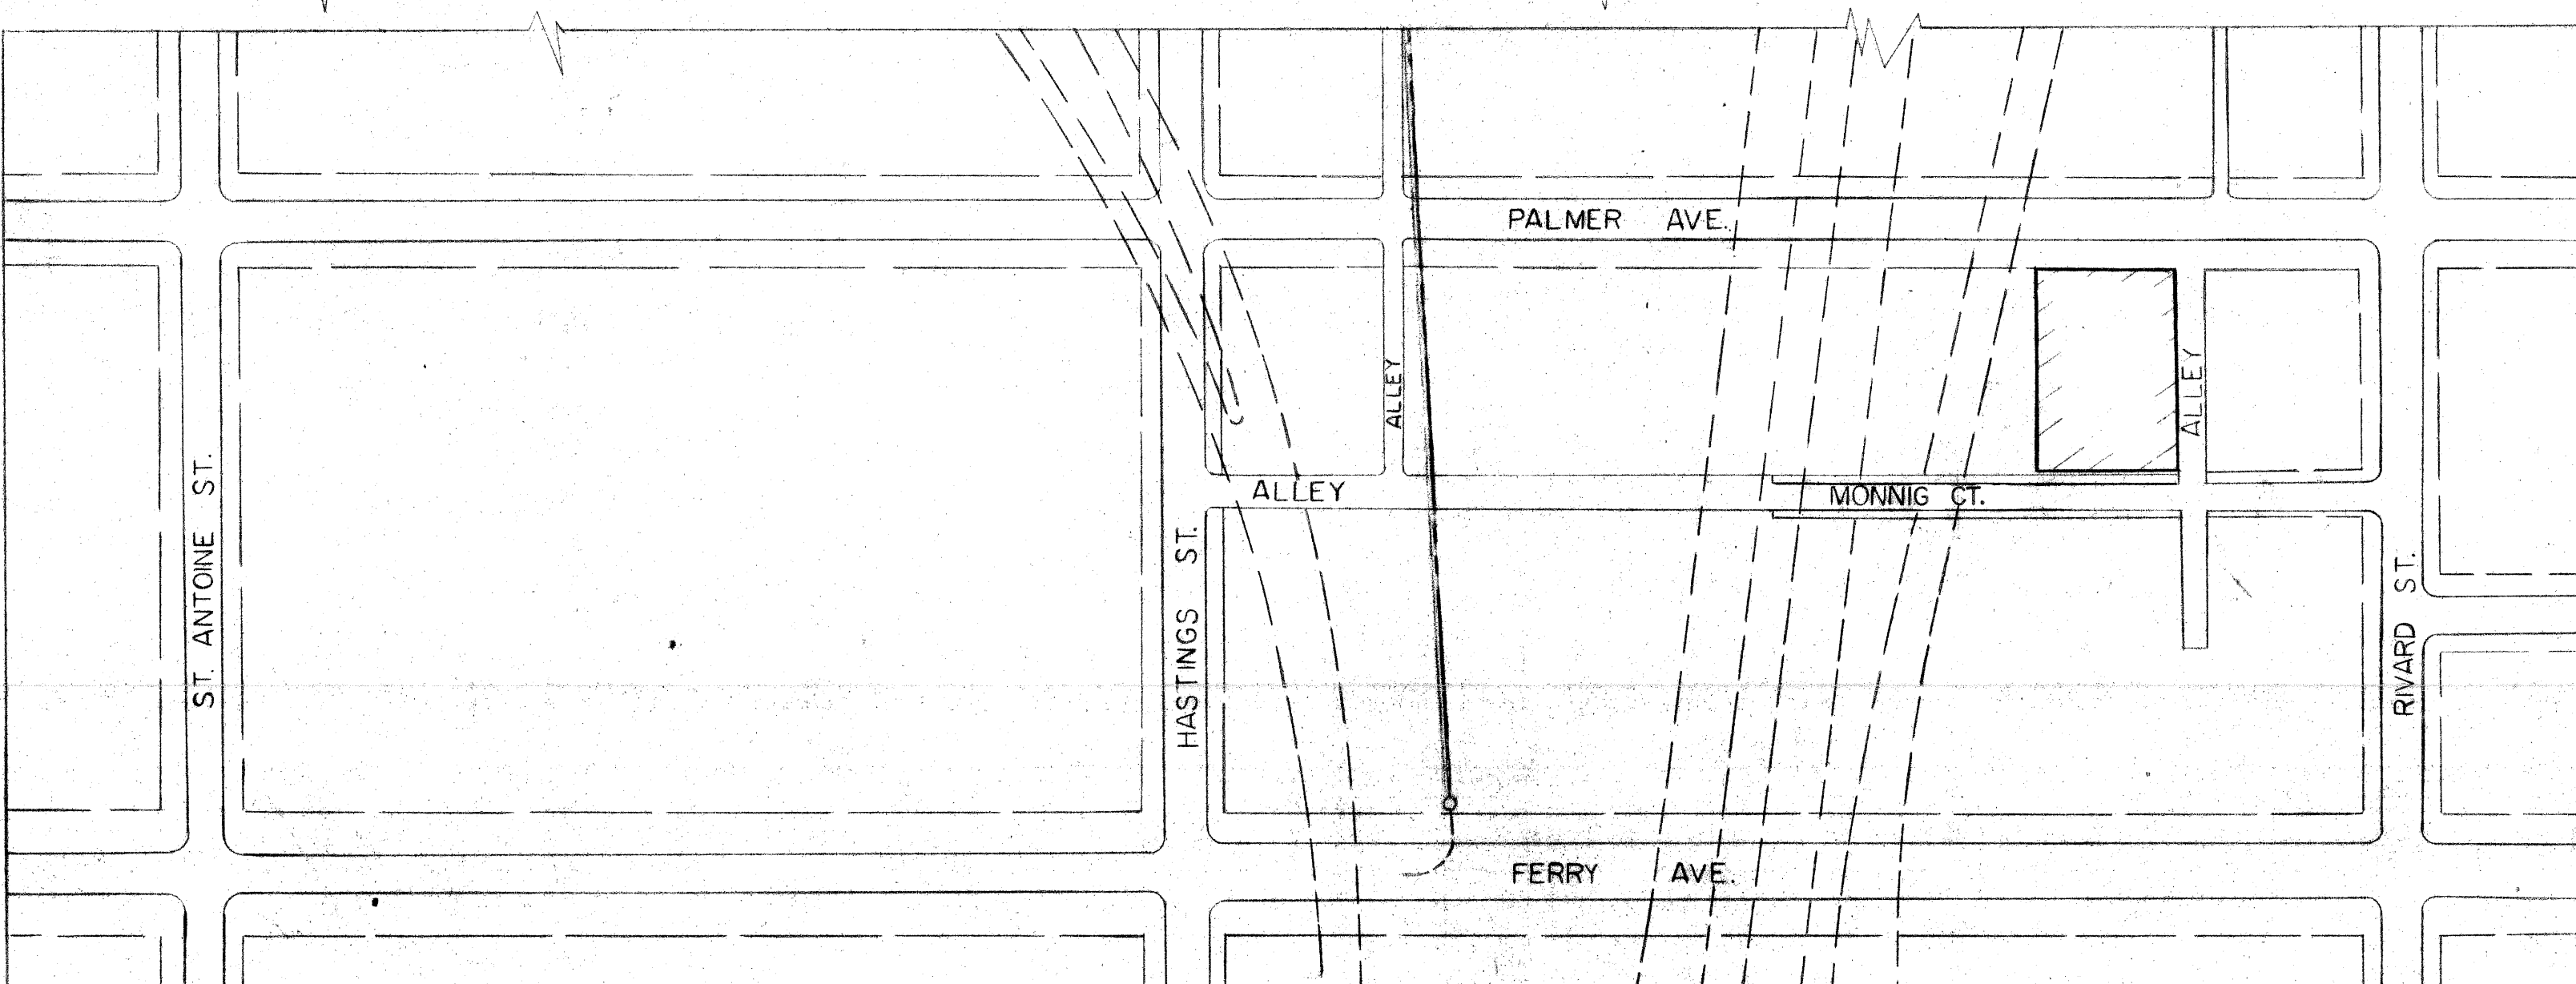 PALMER AVE.
ALLEY
ALLEY
ALLEY
MONNIG CT.
ST. ANTOINE ST.
HASTINGS ST.
RIVARD ST.
FERRY AVE.